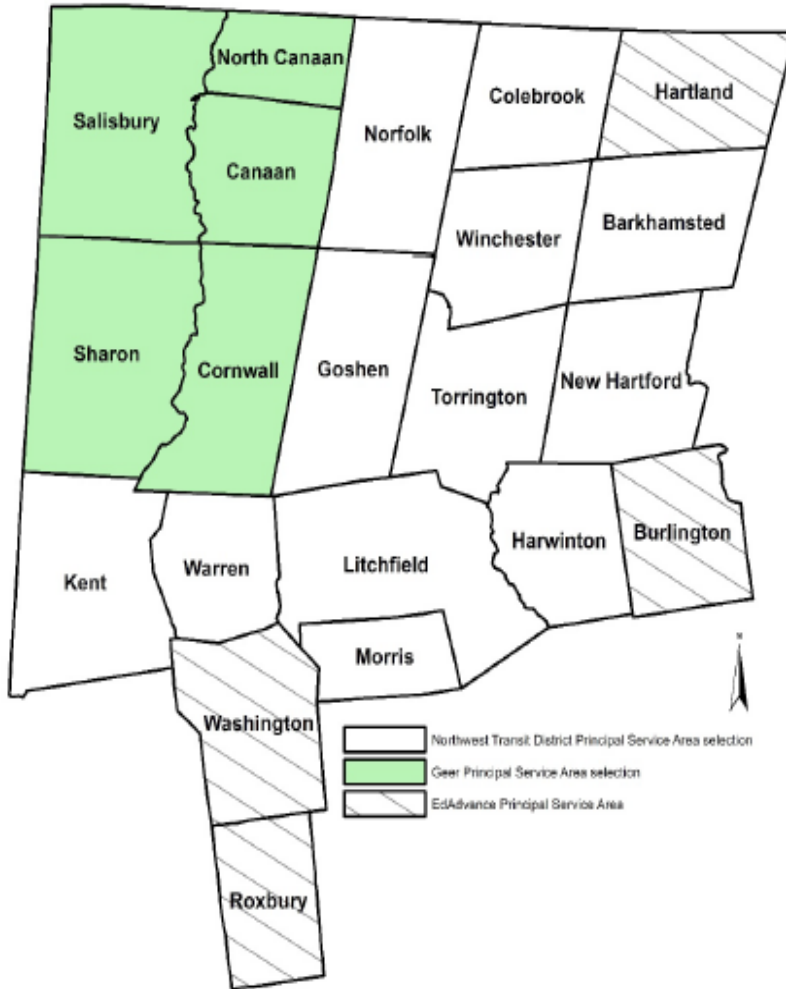 North Canaan
Salisbury
Canaan
Norfolk
Colebrook
Hartland
Winchester
Barkhamsted
Sharon
Cornwall
Goshen
Torrington
New Hartford
Kent
Warren
Litchfield
Harwinton
Burlington
Morris
Washington
Roxbury
N
Northwest Transit District Principal Service Area selection
Geer Principal Service Area selection
EdAdvance Principal Service Area